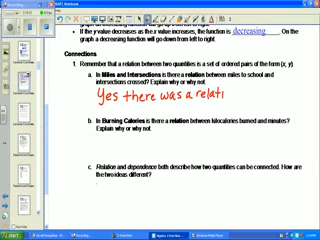 SMART Notebook
graph an increasing function will go up from left to right.
If the y-value decreases as the x value increases, the function is decreasing. On the
graph a decreasing function will go down from left to right
Connections
1. Remember that a relation between two quantities is a set of ordered pairs of the form (x, y).
a. In Miles and Intersections is there a relation between miles to school and
intersections crossed? Explain why or why not
Yes there was a relati
b. In Burning Calories is there a relation between kilocalories burned and minutes?
Explain why or why not
c. Relation and dependence both describe how two quantities can be connected. How are
the two ideas different?